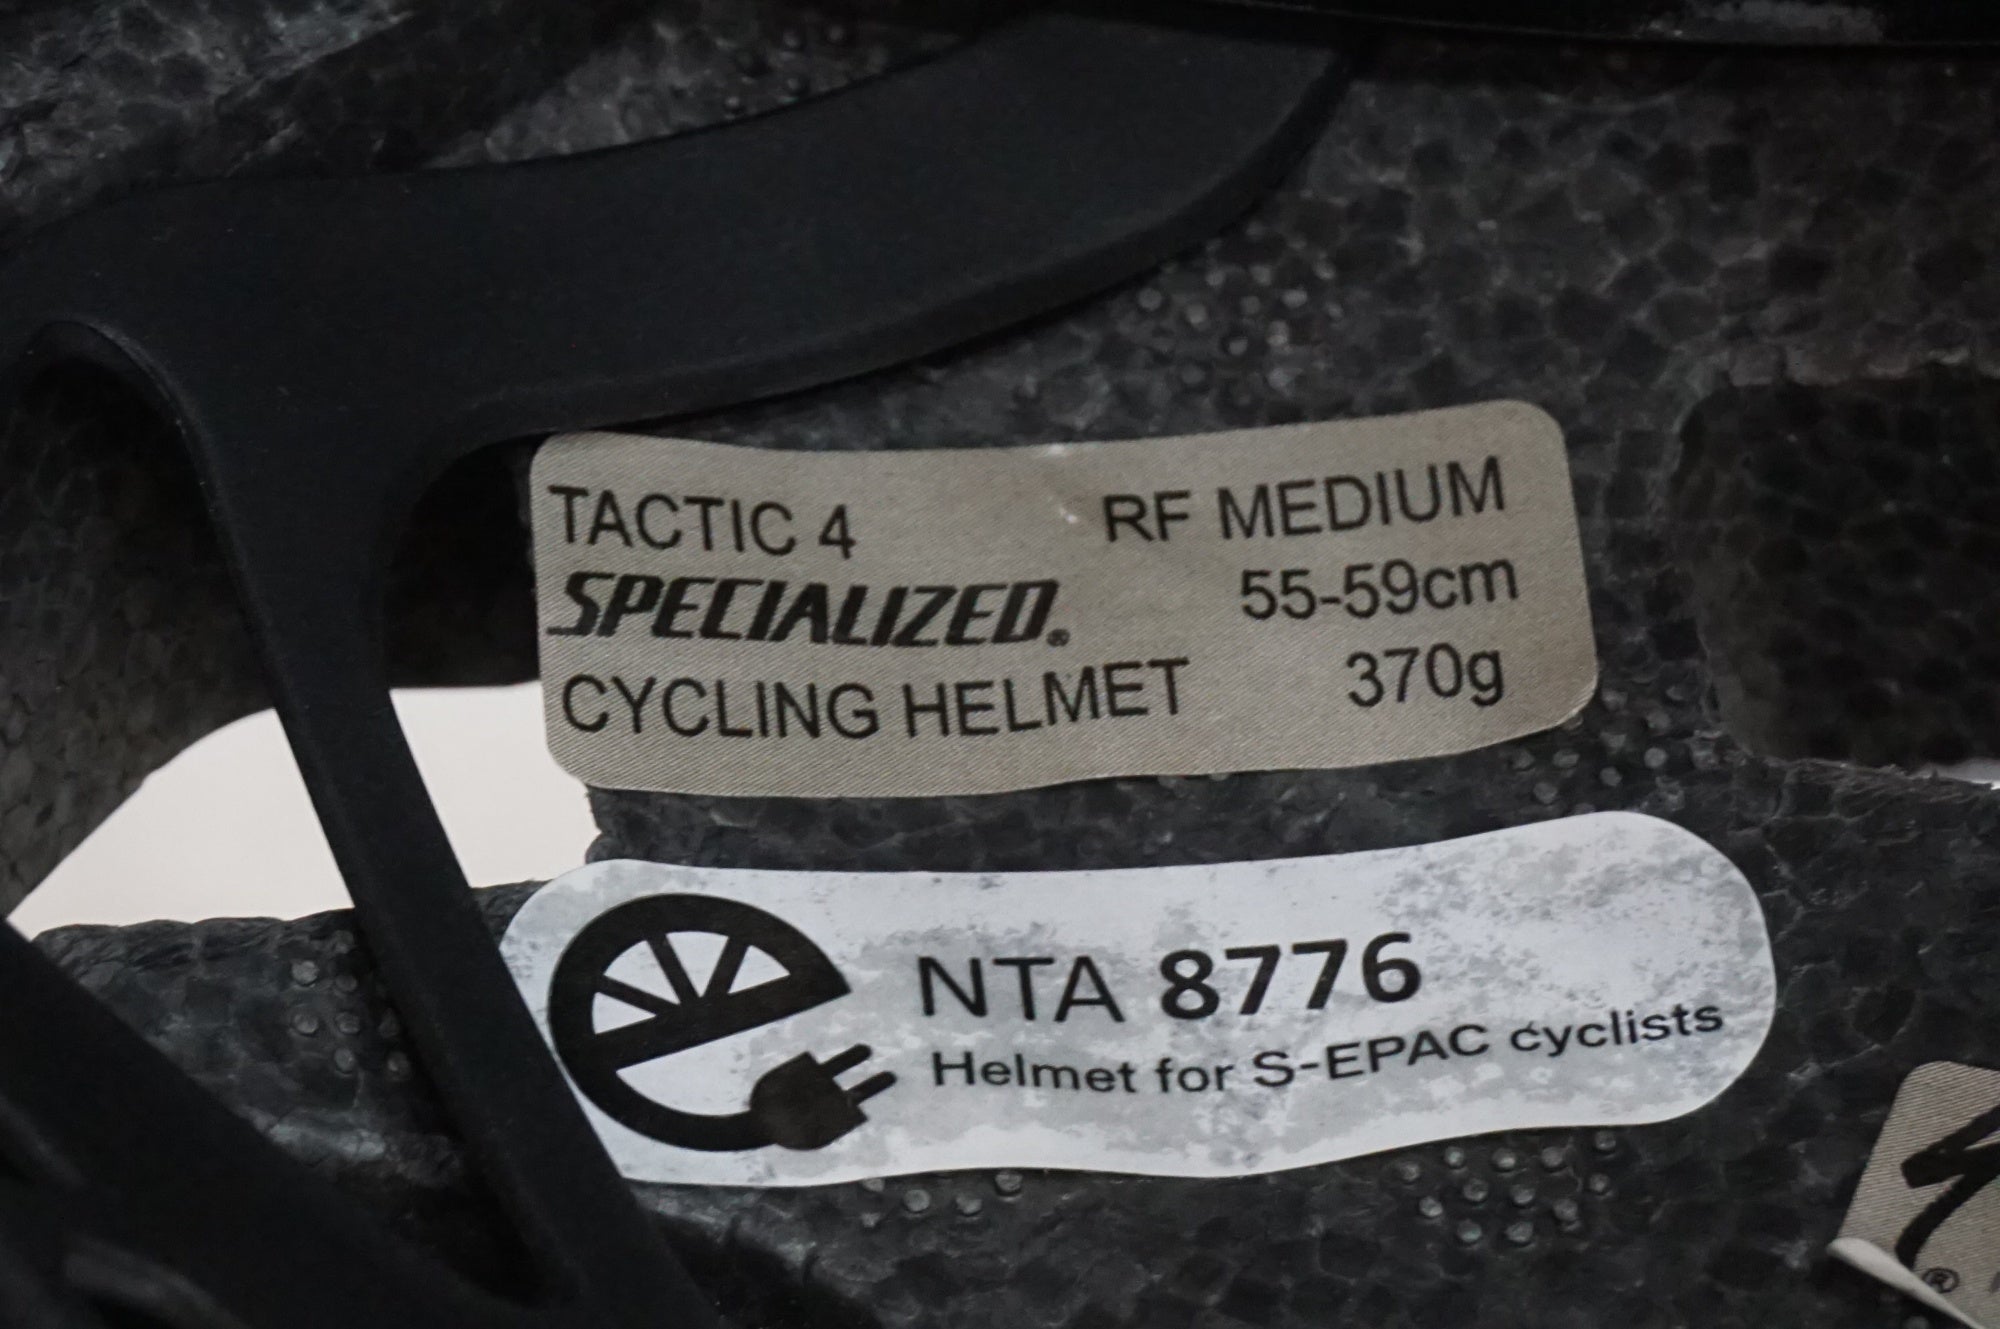 TACTIC 4 RF MEDIUM
SPECIALIZED® 55-59cm
CYCLING HELMET 370g
NTA 8776
Helmet for S-EPAC cyclists
®